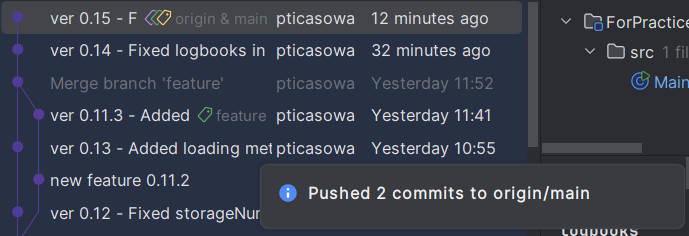 ver 0.15 - F origin & main pticasowa 12 minutes ago
ver 0.14 - Fixed logbooks in pticasowa 32 minutes ago
Merge branch 'feature' pticasowa Yesterday 11:52
ver 0.11.3 - Added feature pticasowa Yesterday 11:41
ver 0.13 - Added loading met pticasowa Yesterday 10:55
new feature 0.11.2
ver 0.12 - Fixed storageNur
Pushed 2 commits to origin/main
ForPractice
src 1 fil
Main